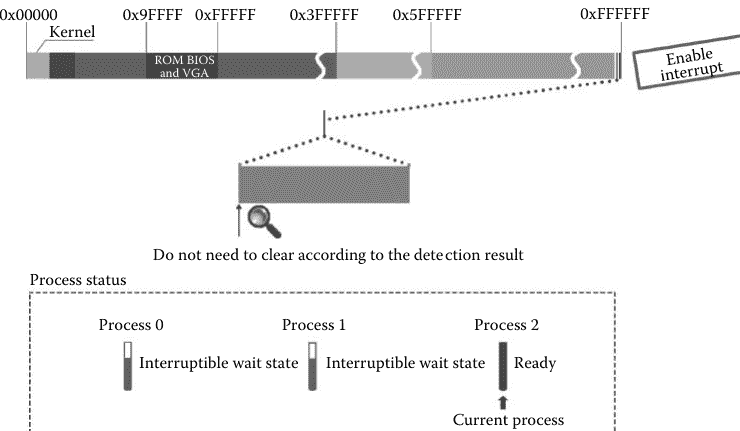 0x00000 0x9FFFF 0xFFFFF 0x3FFFFF 0x5FFFFF 0xFFFFFF
Kernel
ROM BIOS
and VGA
Enable
interrupt
Do not need to clear according to the detection result
Process status
Process 0 Process 1 Process 2
Interruptible wait state Interruptible wait state Ready
Current process